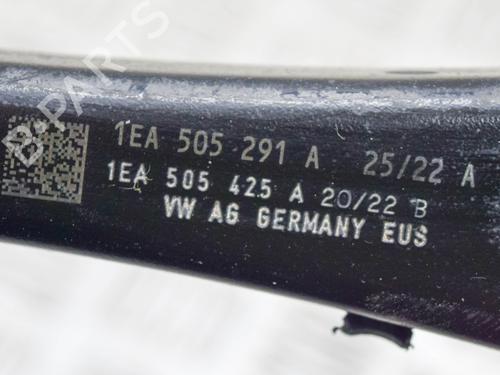 B PARTS
1EA 505 291 A 25/22 A
1EA 505 425 A 20/22 B
VW AG GERMANY EUS